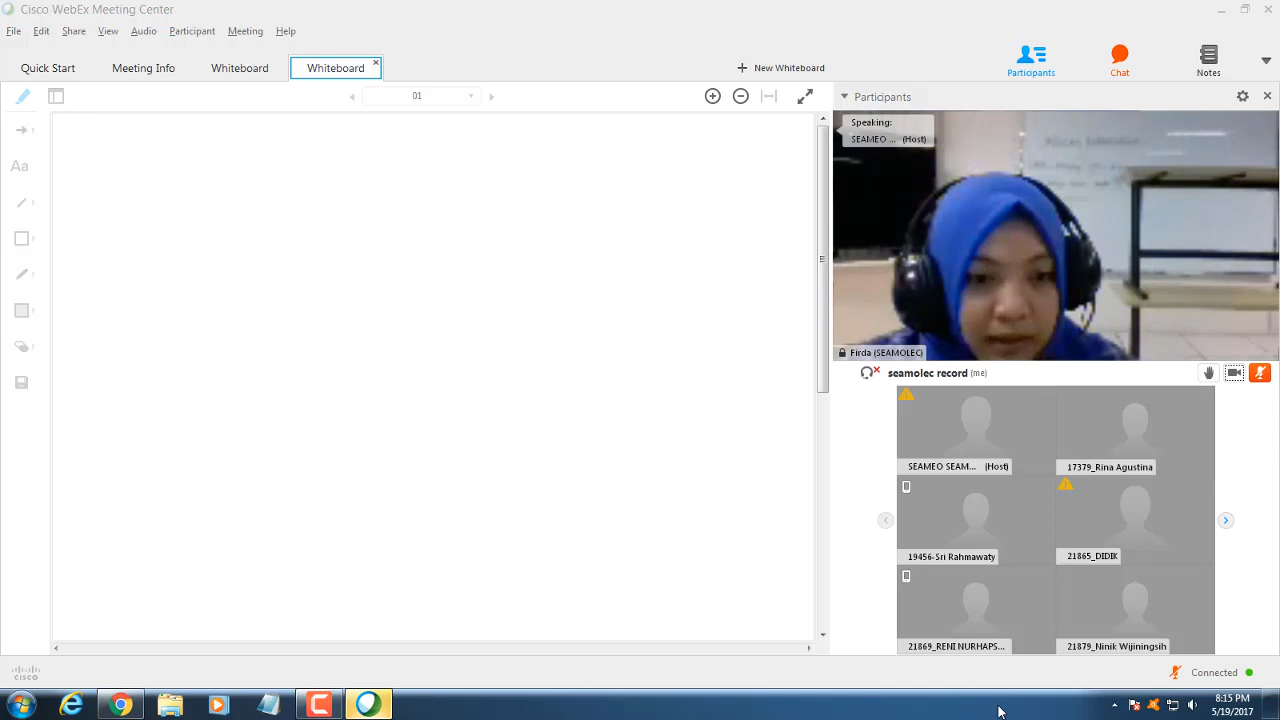 Cisco WebEx Meeting Center
File Edit Share View Audio Participant Meeting Help
Quick Start Meeting Info Whiteboard Whiteboard New Whiteboard Participants Chat Notes
01
Participants
Speaking:
SEAMEO ... (Host)
Aa
Firda (SEAMOLEC)
seamolec record (me)
SEAMEO SEAM... (Host) 17379_Rina Agustina
19456-Sri Rahmawaty 21865_DIDIK
21869_RENI NURHAPS... 21879_Ninik Wijiningsih
Connected
cisco
8:15 PM
5/19/2017